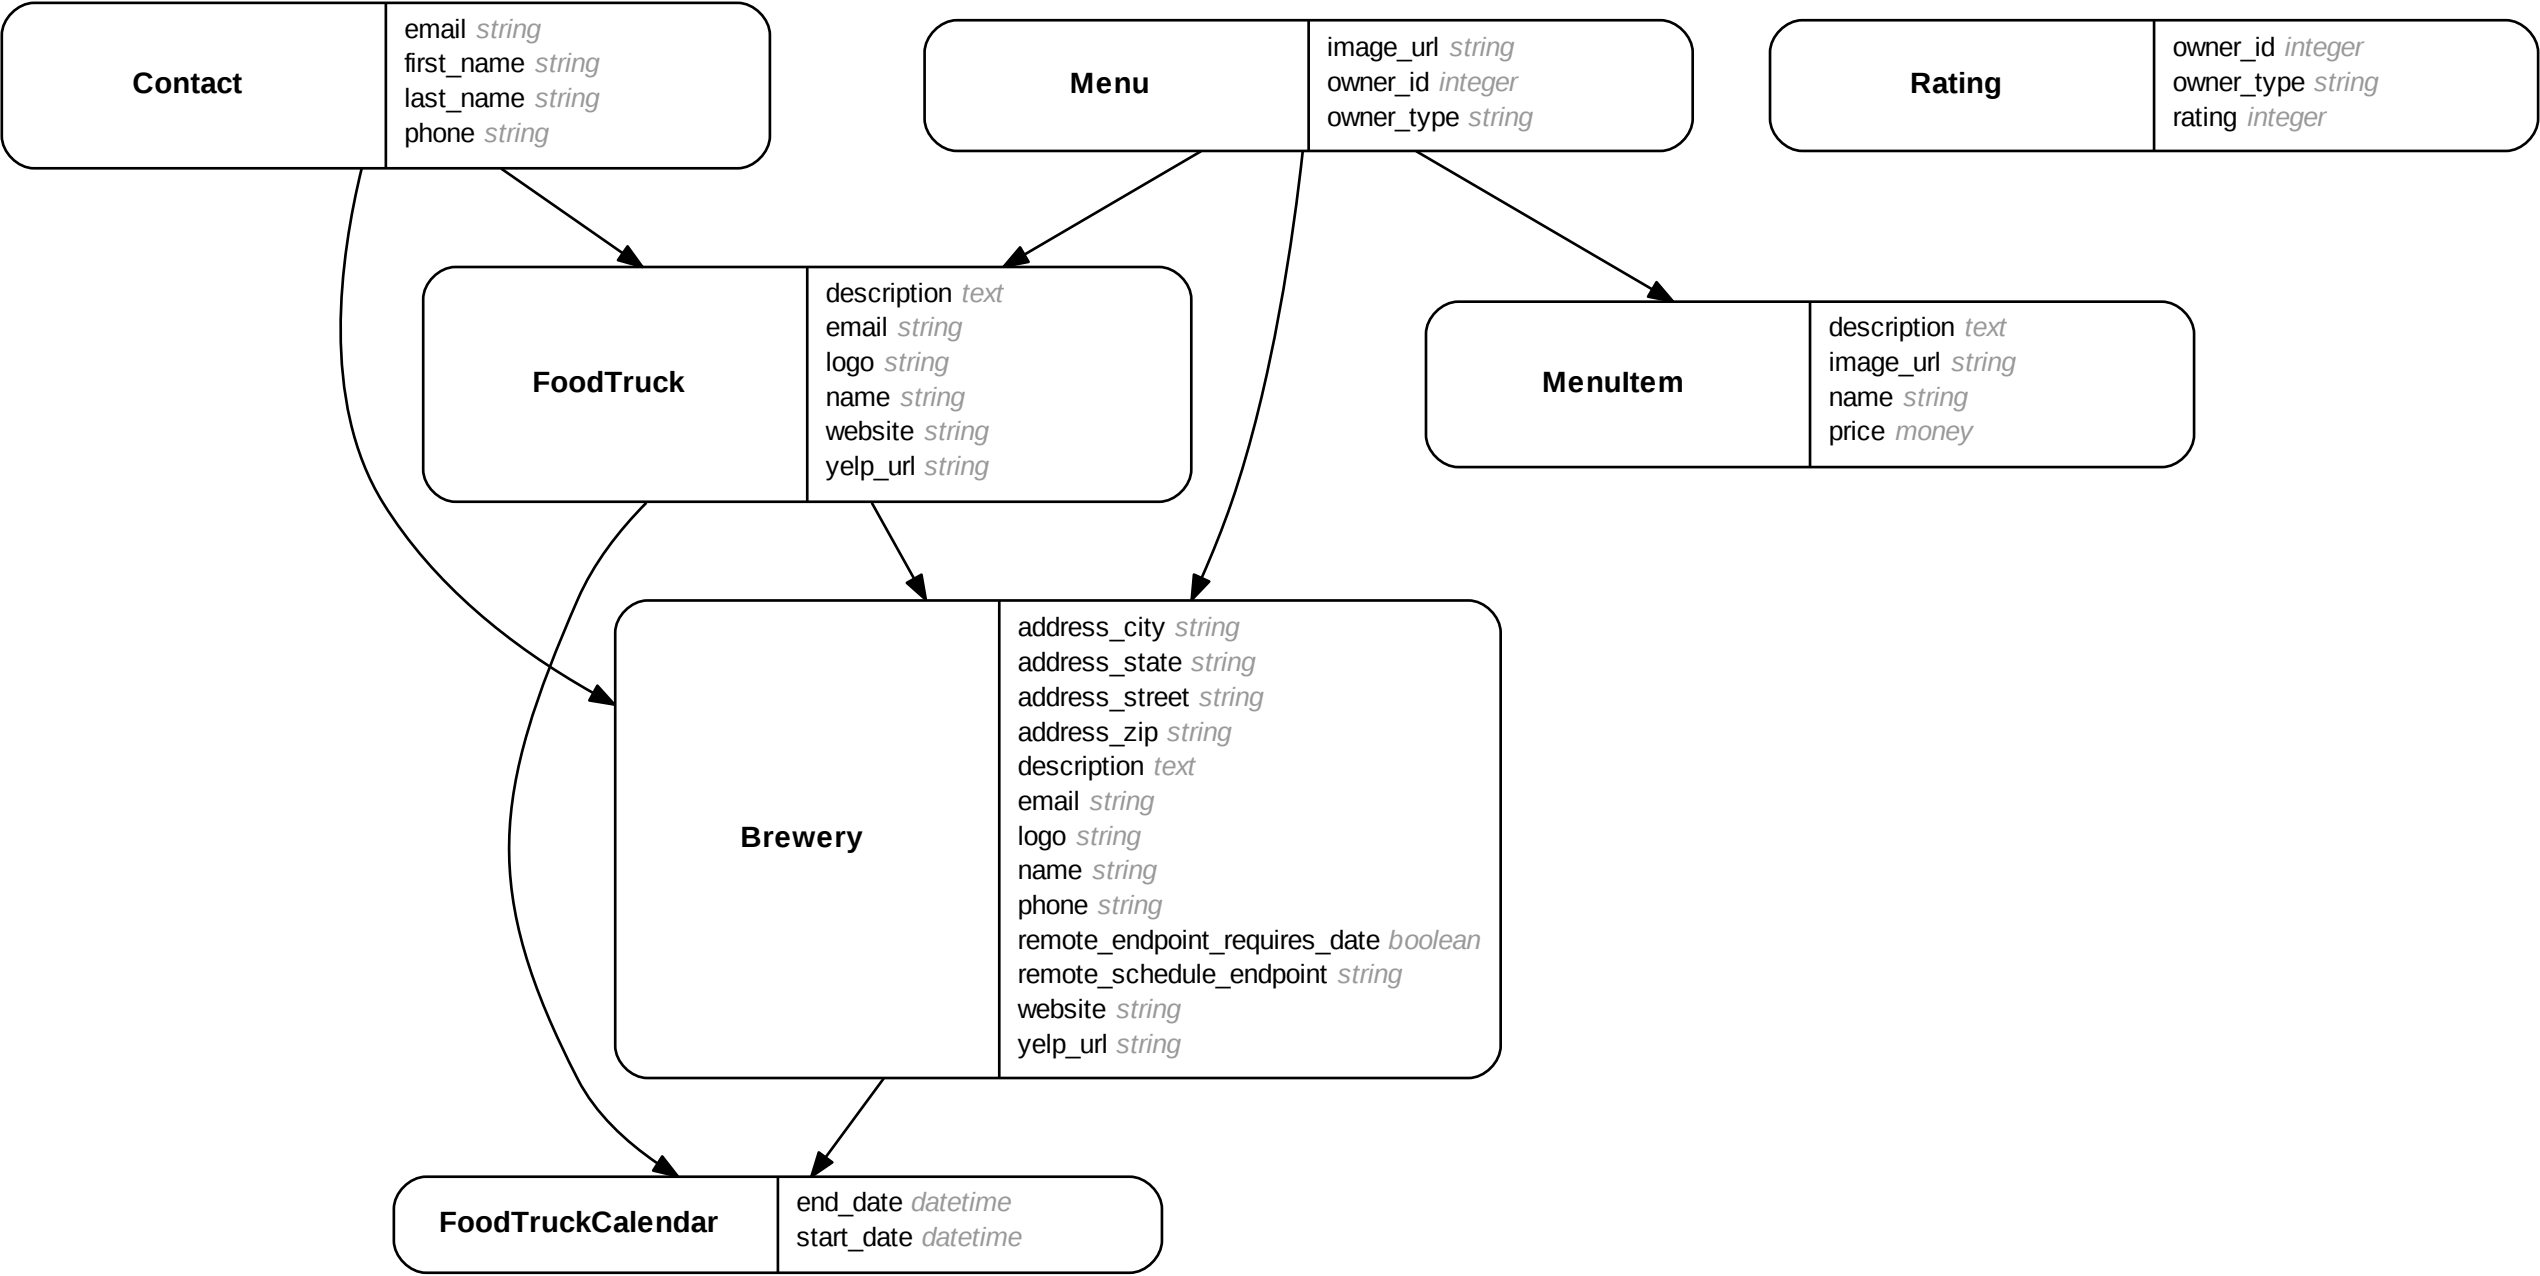 Contact
email string
first_name string
last_name string
phone string
Menu
image_url string
owner_id integer
owner_type string
Rating
owner_id integer
owner_type string
rating integer
FoodTruck
description text
email string
logo string
name string
website string
yelp_url string
MenuItem
description text
image_url string
name string
price money
Brewery
address_city string
address_state string
address_street string
address_zip string
description text
email string
logo string
name string
phone string
remote_endpoint_requires_date boolean
remote_schedule_endpoint string
website string
yelp_url string
FoodTruckCalendar
end_date datetime
start_date datetime